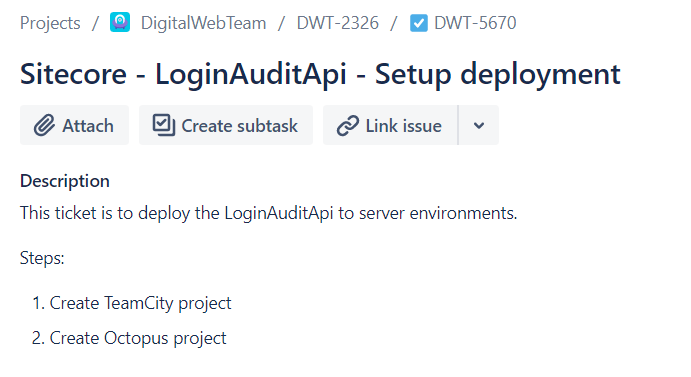 Projects / DigitalWebTeam / DWT-2326 / DWT-5670
Sitecore - LoginAuditApi - Setup deployment
Attach Create subtask Link issue
Description
This ticket is to deploy the LoginAuditApi to server environments.
Steps:
1. Create TeamCity project
2. Create Octopus project